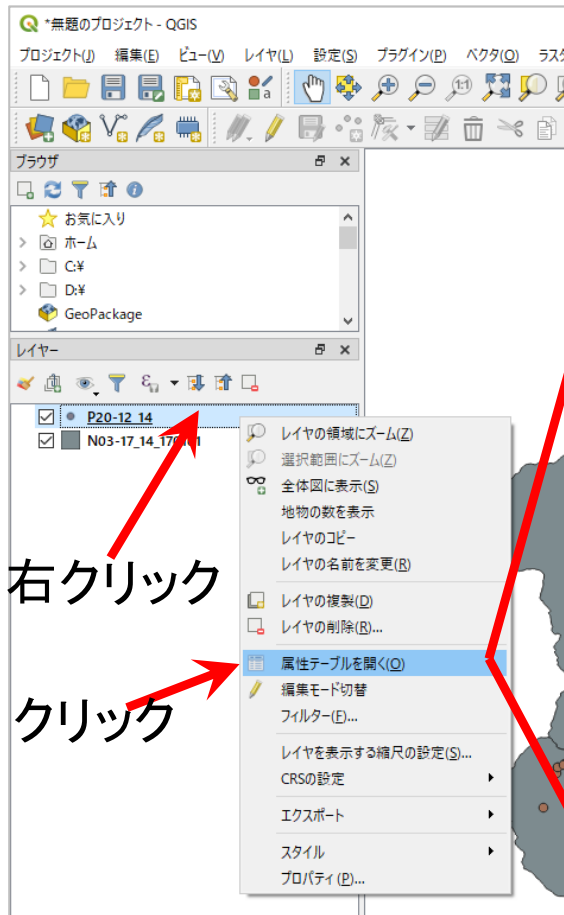 *無題のプロジェクト - QGIS
プロジェクト(J) 編集(E) ビュー(V) レイヤ(L) 設定(S) プラグイン(P) ベクタ(O) ラスタ
ブラウザ
お気に入り
ホーム
C:¥
D:¥
GeoPackage
レイヤー
P20-12_14
N03-17_14_170101
レイヤの領域にズーム(Z)
選択範囲にズーム(Z)
全体図に表示(S)
地物の数を表示
レイヤのコピー
レイヤの名前を変更(R)
右クリック
レイヤの複製(D)
レイヤの削除(R)...
属性テーブルを開く(O)
編集モード切替
クリック
フィルター(F)...
レイヤを表示する縮尺の設定(S)...
CRSの設定
エクスポート
スタイル
プロパティ(P)...